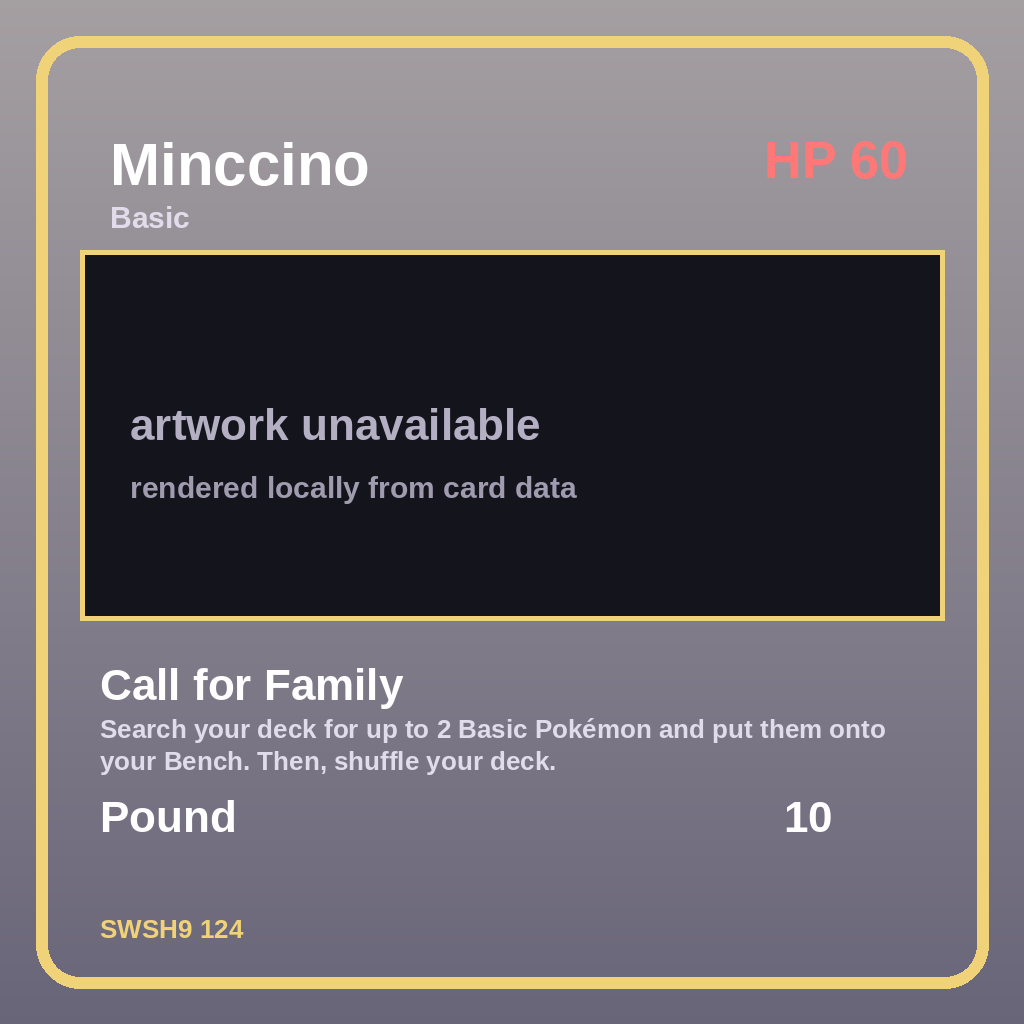 Minccino
HP 60
Basic
artwork unavailable
rendered locally from card data
Call for Family
Search your deck for up to 2 Basic Pokémon and put them onto
your Bench. Then, shuffle your deck.
Pound 10
SWSH9 124